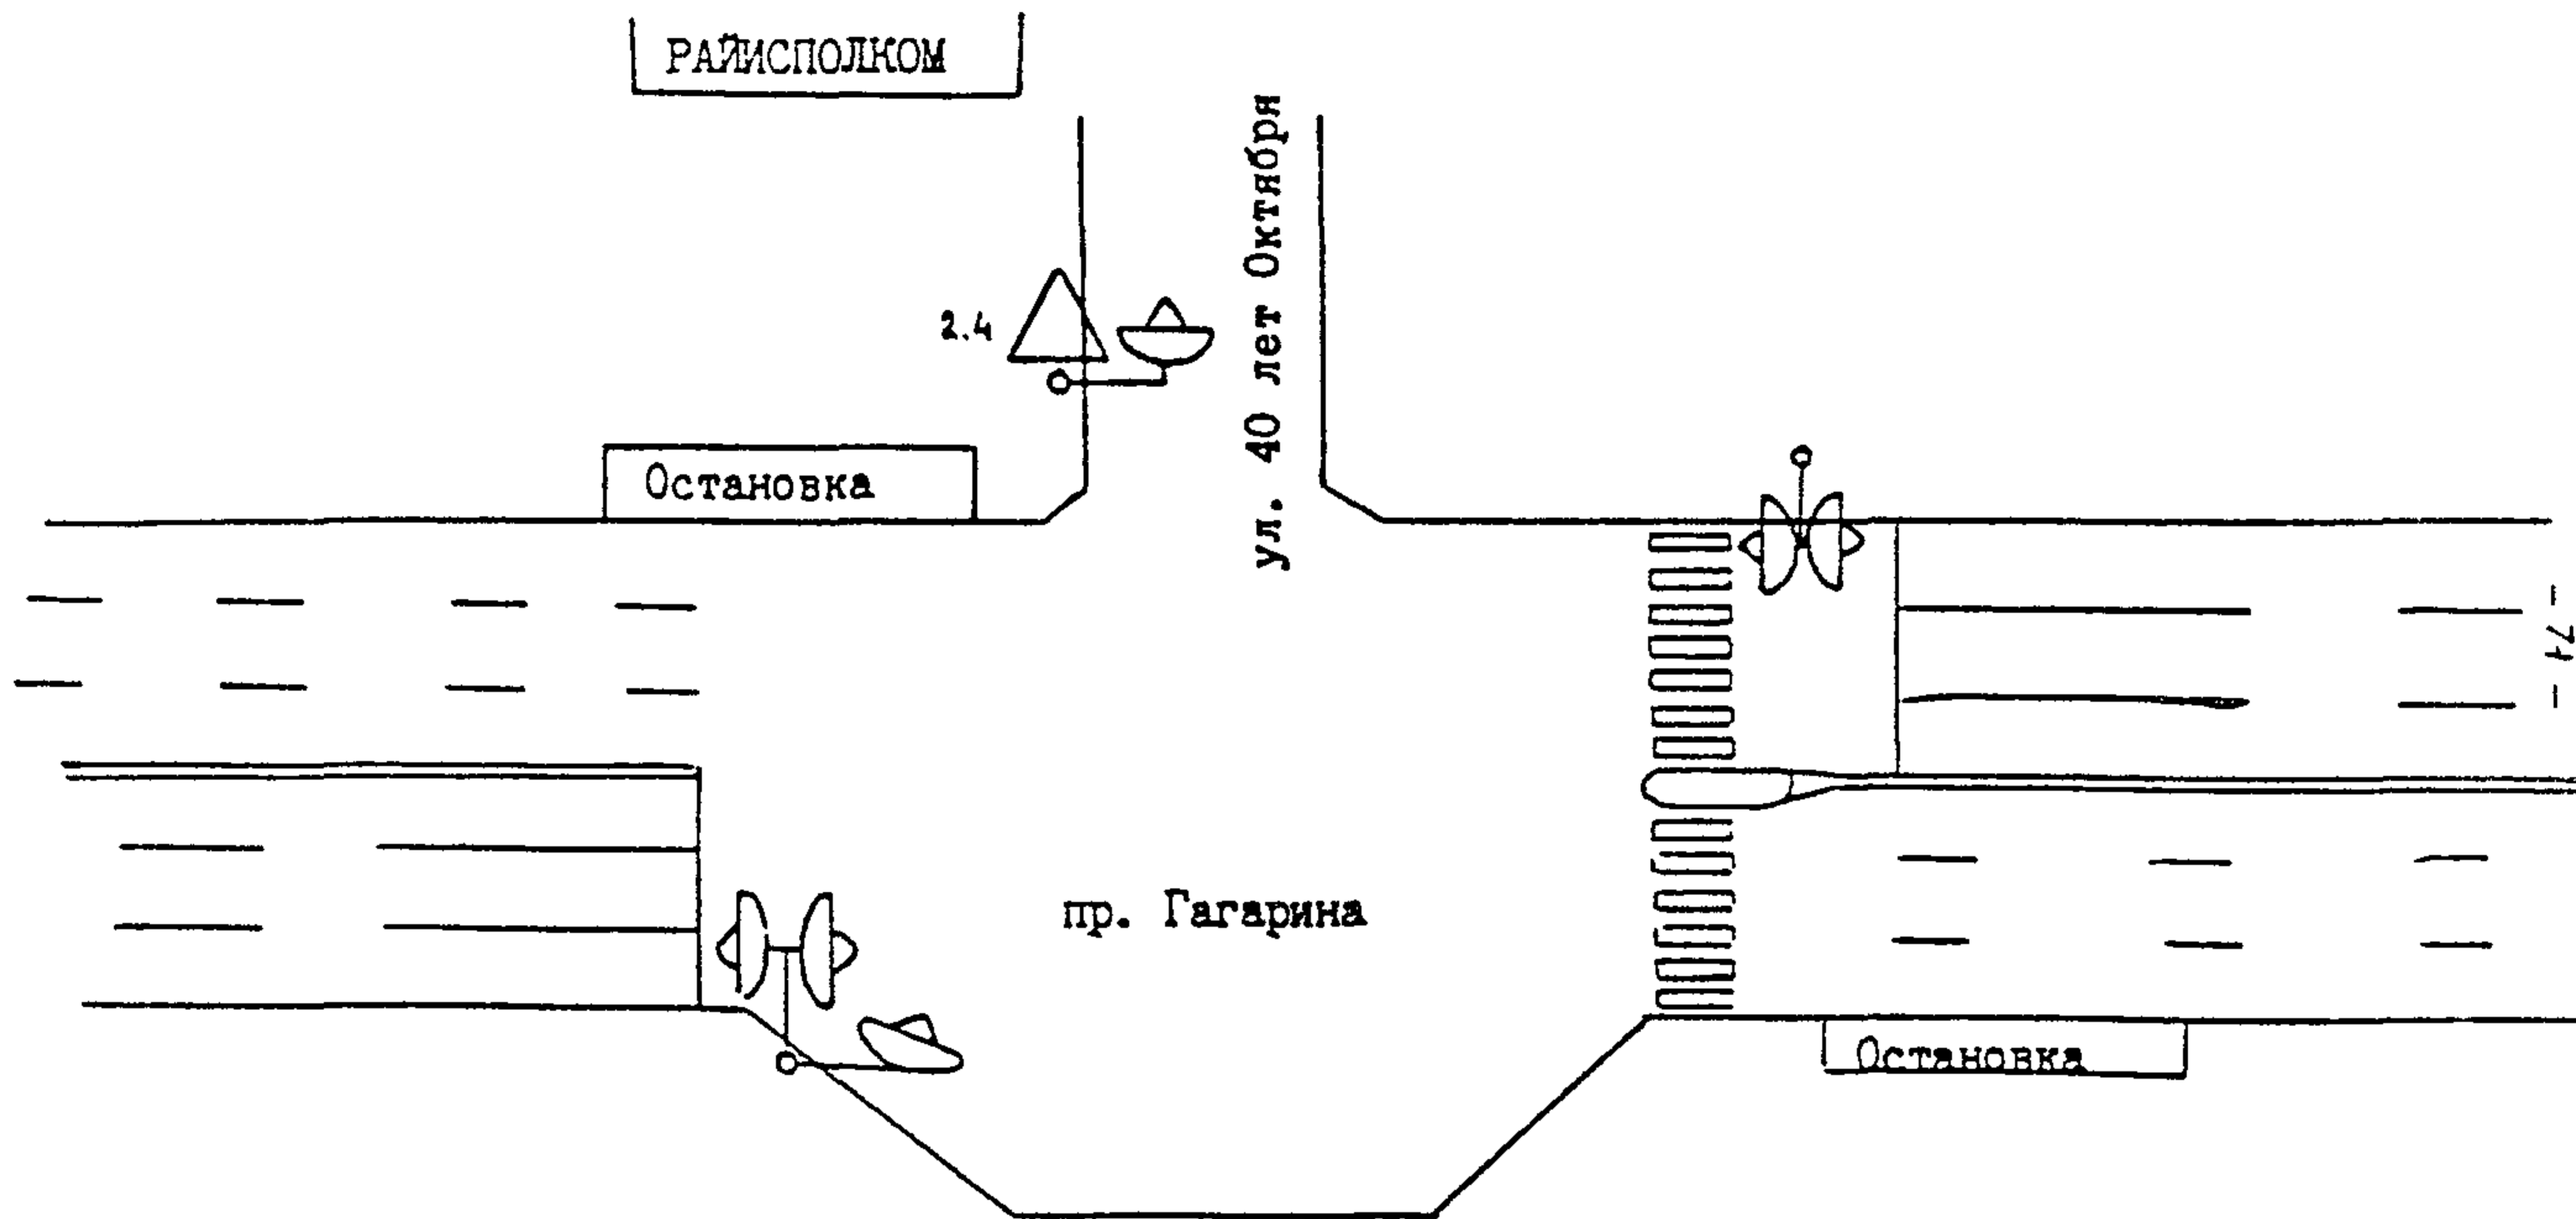 РАЙИСПОЛКОМ
ул. 40 лет Октября
2.4
Остановка
- 74 -
пр. Гагарина
Остановка